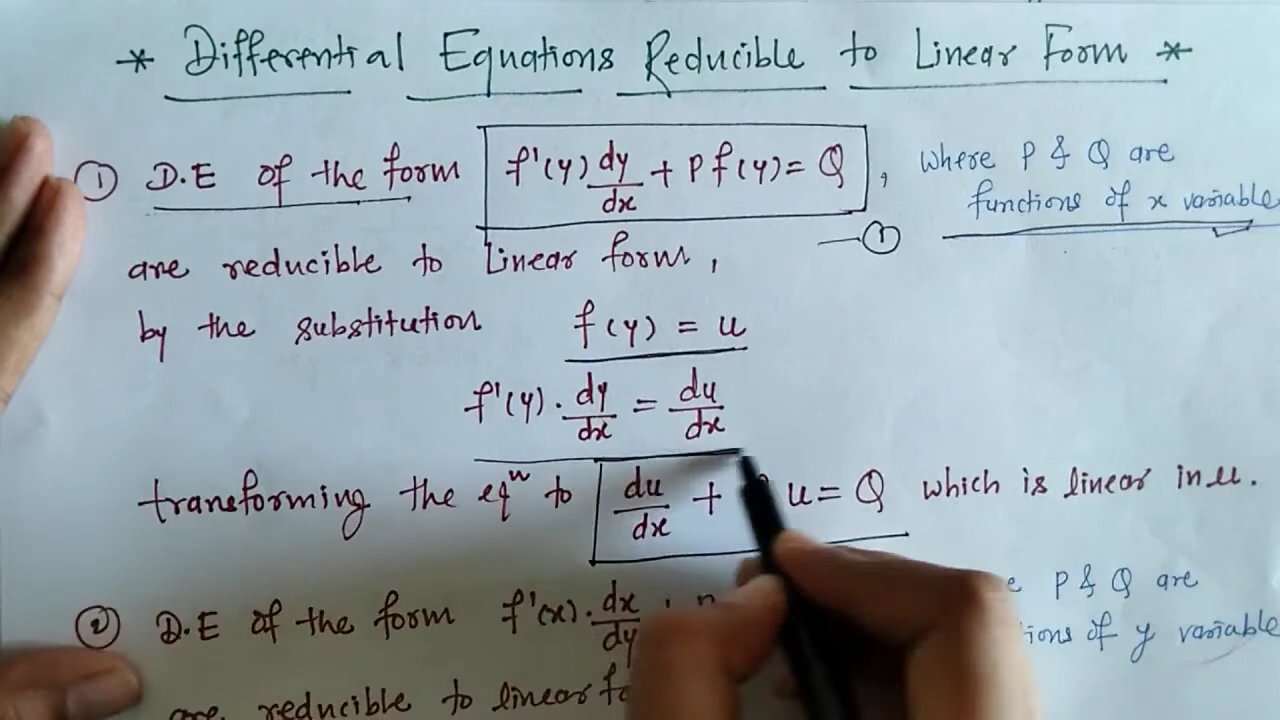 * Differential Equations Reducible to Linear Form *
① D.E of the form f'(y) dy/dx + P f(y) = Q , where P & Q are
functions of x variable
— ①
are reducible to linear form,
by the substitution f(y) = u
f'(y) . dy/dx = du/dx
transforming the eqⁿ to du/dx + u = Q which is linear in u.
② D.E of the form f'(x) . dx/dy P & Q are
of y variable
are reducible to linear